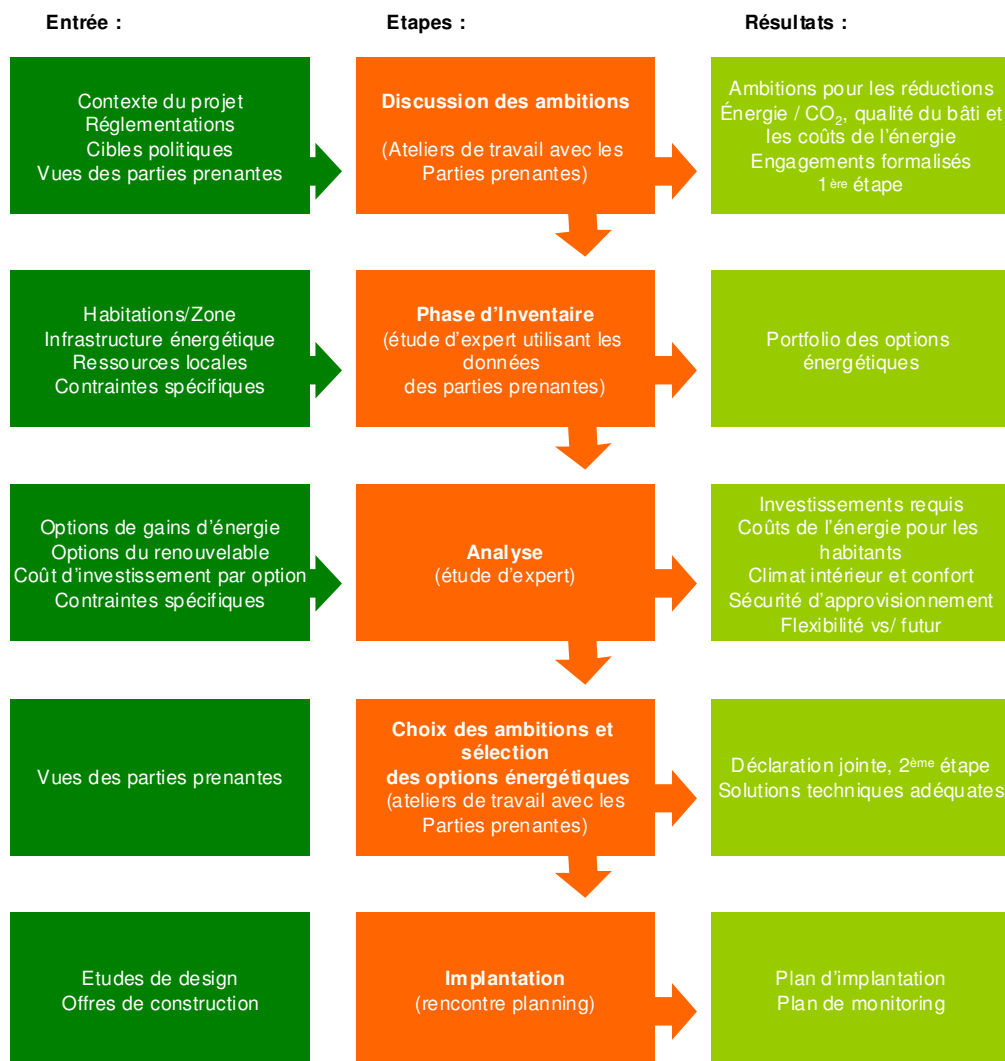 Entrée :
Etapes :
Résultats :
Contexte du projet
Réglementations
Cibles politiques
Vues des parties prenantes
Discussion des ambitions
(Ateliers de travail avec les
Parties prenantes)
Ambitions pour les réductions
Énergie / CO₂, qualité du bâti et
les coûts de l'énergie
Engagements formalisés
1ère étape
Habitations/Zone
Infrastructure énergétique
Ressources locales
Contraintes spécifiques
Phase d'Inventaire
(étude d'expert utilisant les
données
des parties prenantes)
Portfolio des options
énergétiques
Options de gains d'énergie
Options du renouvelable
Coût d'investissement par option
Contraintes spécifiques
Analyse
(étude d'expert)
Investissements requis
Coûts de l'énergie pour les
habitants
Climat intérieur et confort
Sécurité d'approvisionnement
Flexibilité vs/ futur
Vues des parties prenantes
Choix des ambitions et
sélection
des options énergétiques
(ateliers de travail avec les
Parties prenantes)
Déclaration jointe, 2ème étape
Solutions techniques adéquates
Etudes de design
Offres de construction
Implantation
(rencontre planning)
Plan d'implantation
Plan de monitoring